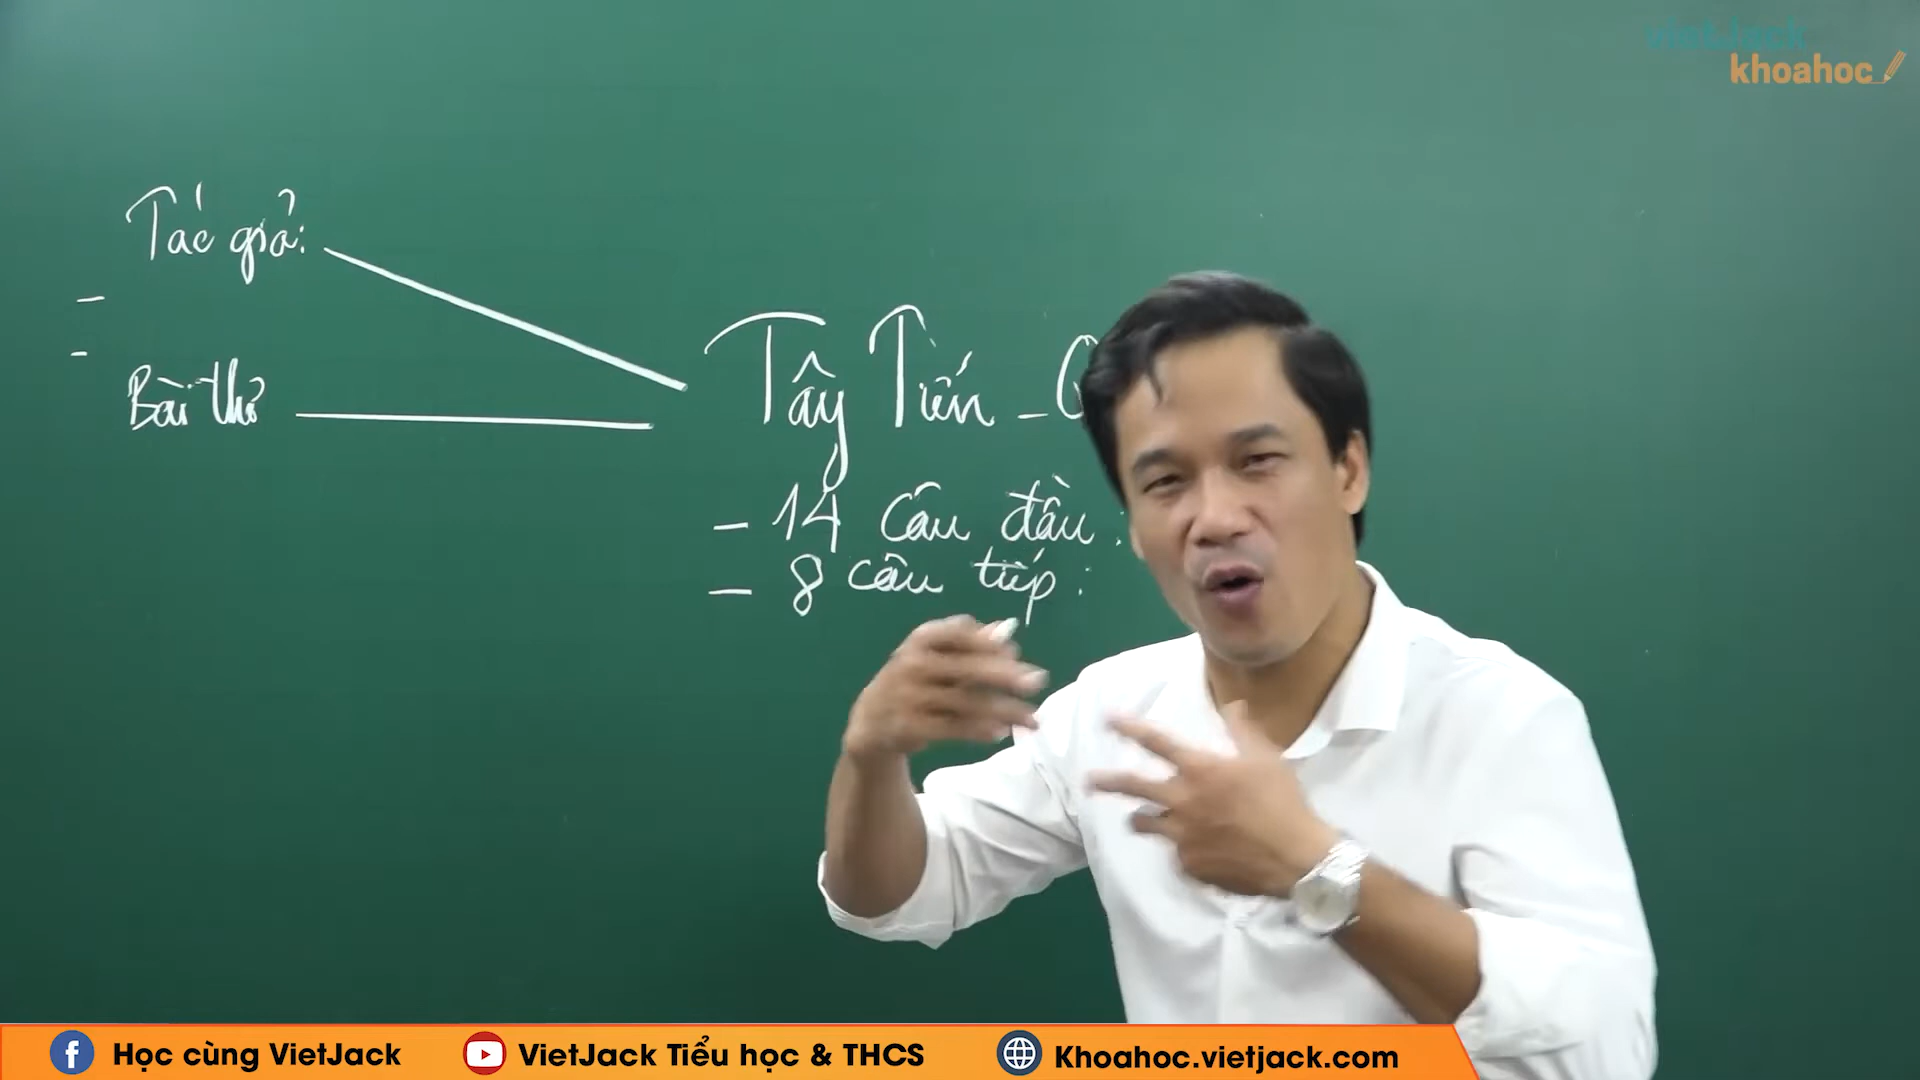 vietjack
khoahoc
Tác giả:
-
-
Bài thơ
Tây Tiến -
- 14 câu đầu:
- 8 câu tiếp:
Học cùng VietJack
VietJack Tiểu học & THCS
Khoahoc.vietjack.com